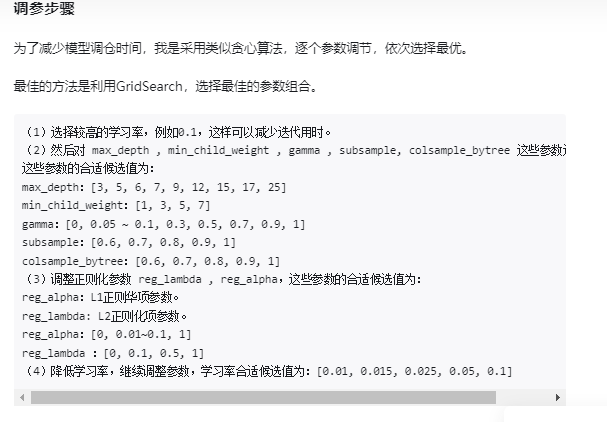 调参步骤
为了减少模型调仓时间，我是采用类似贪心算法，逐个参数调节，依次选择最优。
最佳的方法是利用GridSearch，选择最佳的参数组合。
（1）选择较高的学习率，例如0.1，这样可以减少迭代用时。
（2）然后对 max_depth , min_child_weight , gamma , subsample, colsample_bytree 这些参数
这些参数的合适候选值为：
max_depth：[3, 5, 6, 7, 9, 12, 15, 17, 25]
min_child_weight：[1, 3, 5, 7]
gamma：[0, 0.05 ~ 0.1, 0.3, 0.5, 0.7, 0.9, 1]
subsample：[0.6, 0.7, 0.8, 0.9, 1]
colsample_bytree：[0.6, 0.7, 0.8, 0.9, 1]
（3）调整正则化参数 reg_lambda , reg_alpha，这些参数的合适候选值为：
reg_alpha：L1正则华项参数。
reg_lambda: L2正则化项参数。
reg_alpha：[0, 0.01~0.1, 1]
reg_lambda ：[0, 0.1, 0.5, 1]
（4）降低学习率，继续调整参数，学习率合适候选值为：[0.01, 0.015, 0.025, 0.05, 0.1]